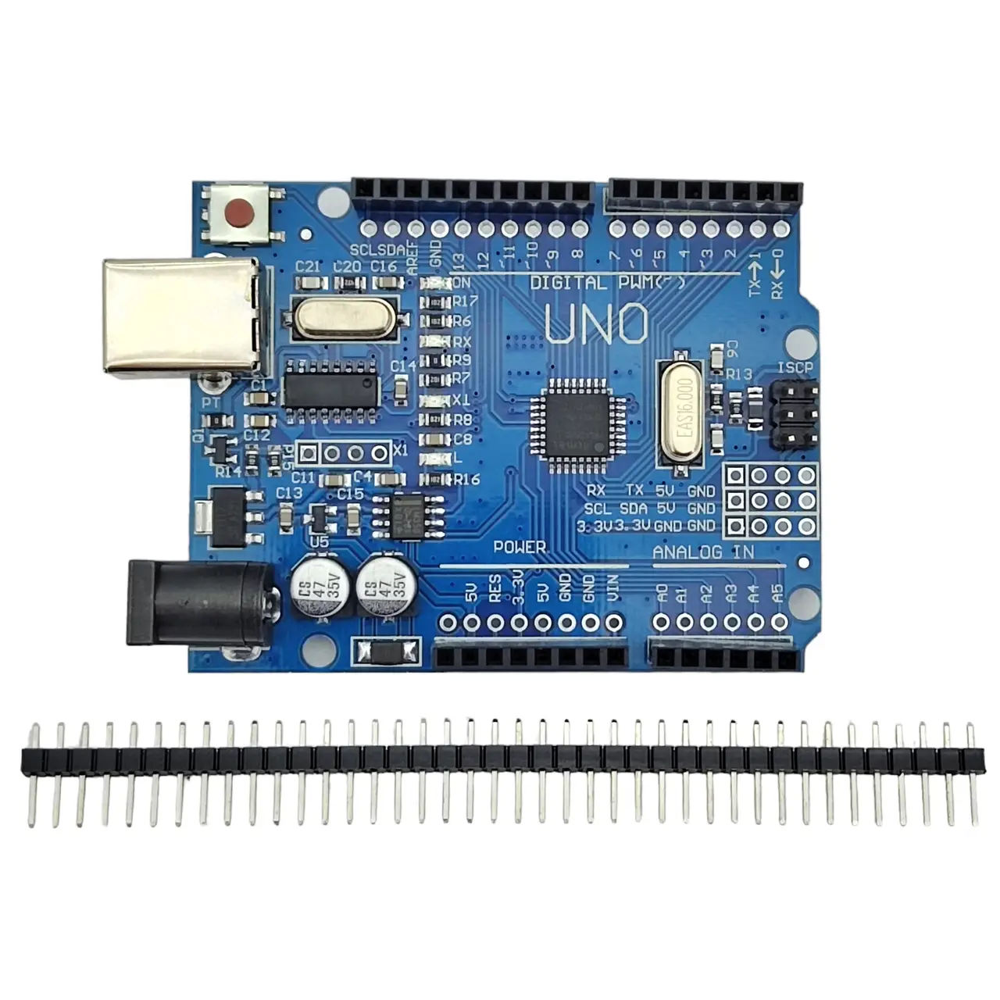 SCL SDA AREF GND 13 12 ~11 ~10 ~9 8 7 ~6 ~5 4 ~3 2 TX→1 RX←0
DIGITAL PWM(~)
UNO
C21 C20 C16
ON
R17
R6
RX
R9
R7
TX
R8
C8
L
R16
C14
C1
PT
C12
Q1
R14
R15
X1
C11 C4
C13 C15
U5
C6
R13
ISCP
EAS16.000
RX TX 5V GND
SCL SDA 5V GND
3.3V 3.3V GND GND
POWER
ANALOG IN
5V RES 3.3V 5V GND GND VIN
A0 A1 A2 A3 A4 A5
CS
47
35V
CS
47
35V